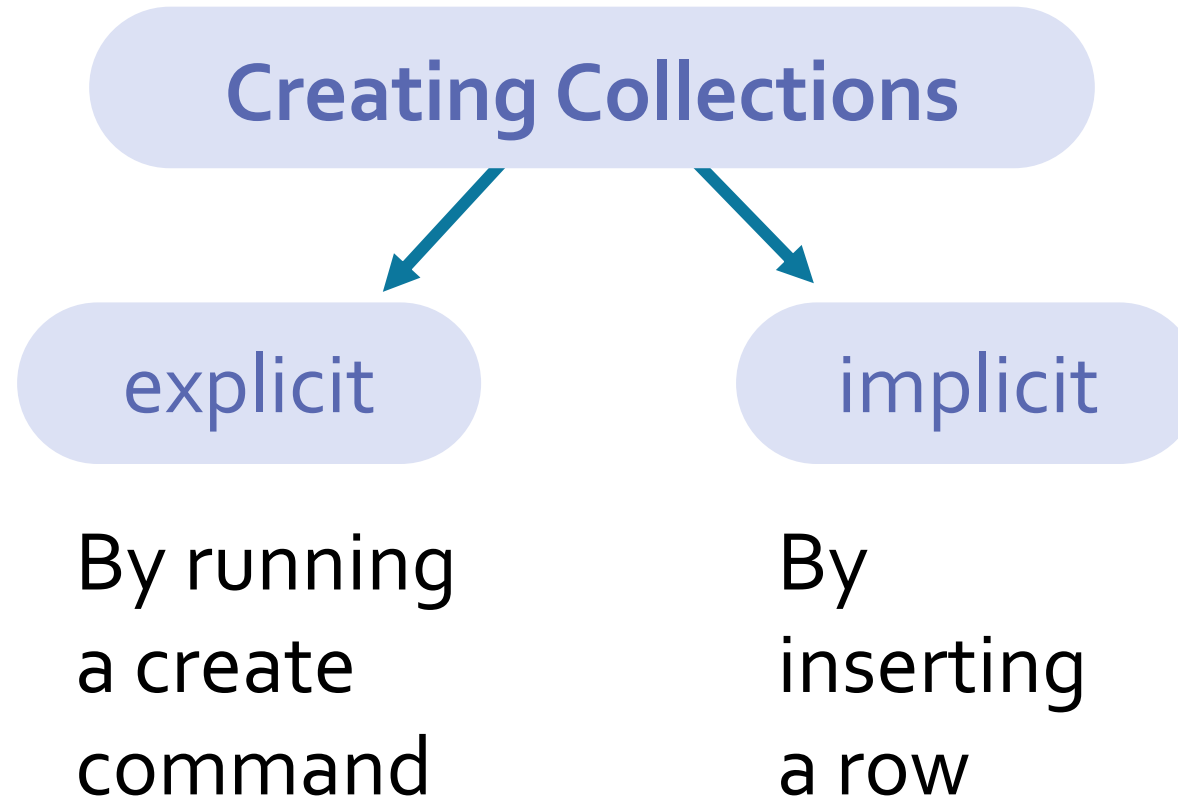 Creating Collections
explicit
implicit
By running
a create
command
By
inserting
a row